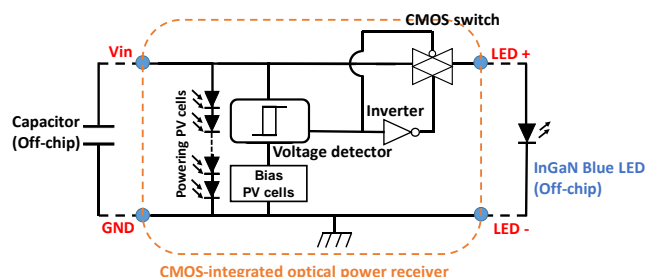 CMOS switch
Vin
LED +
Powering PV cells
Inverter
Capacitor
(Off-chip)
Voltage detector
InGaN Blue LED
(Off-chip)
Bias
PV cells
GND
LED -
CMOS-integrated optical power receiver